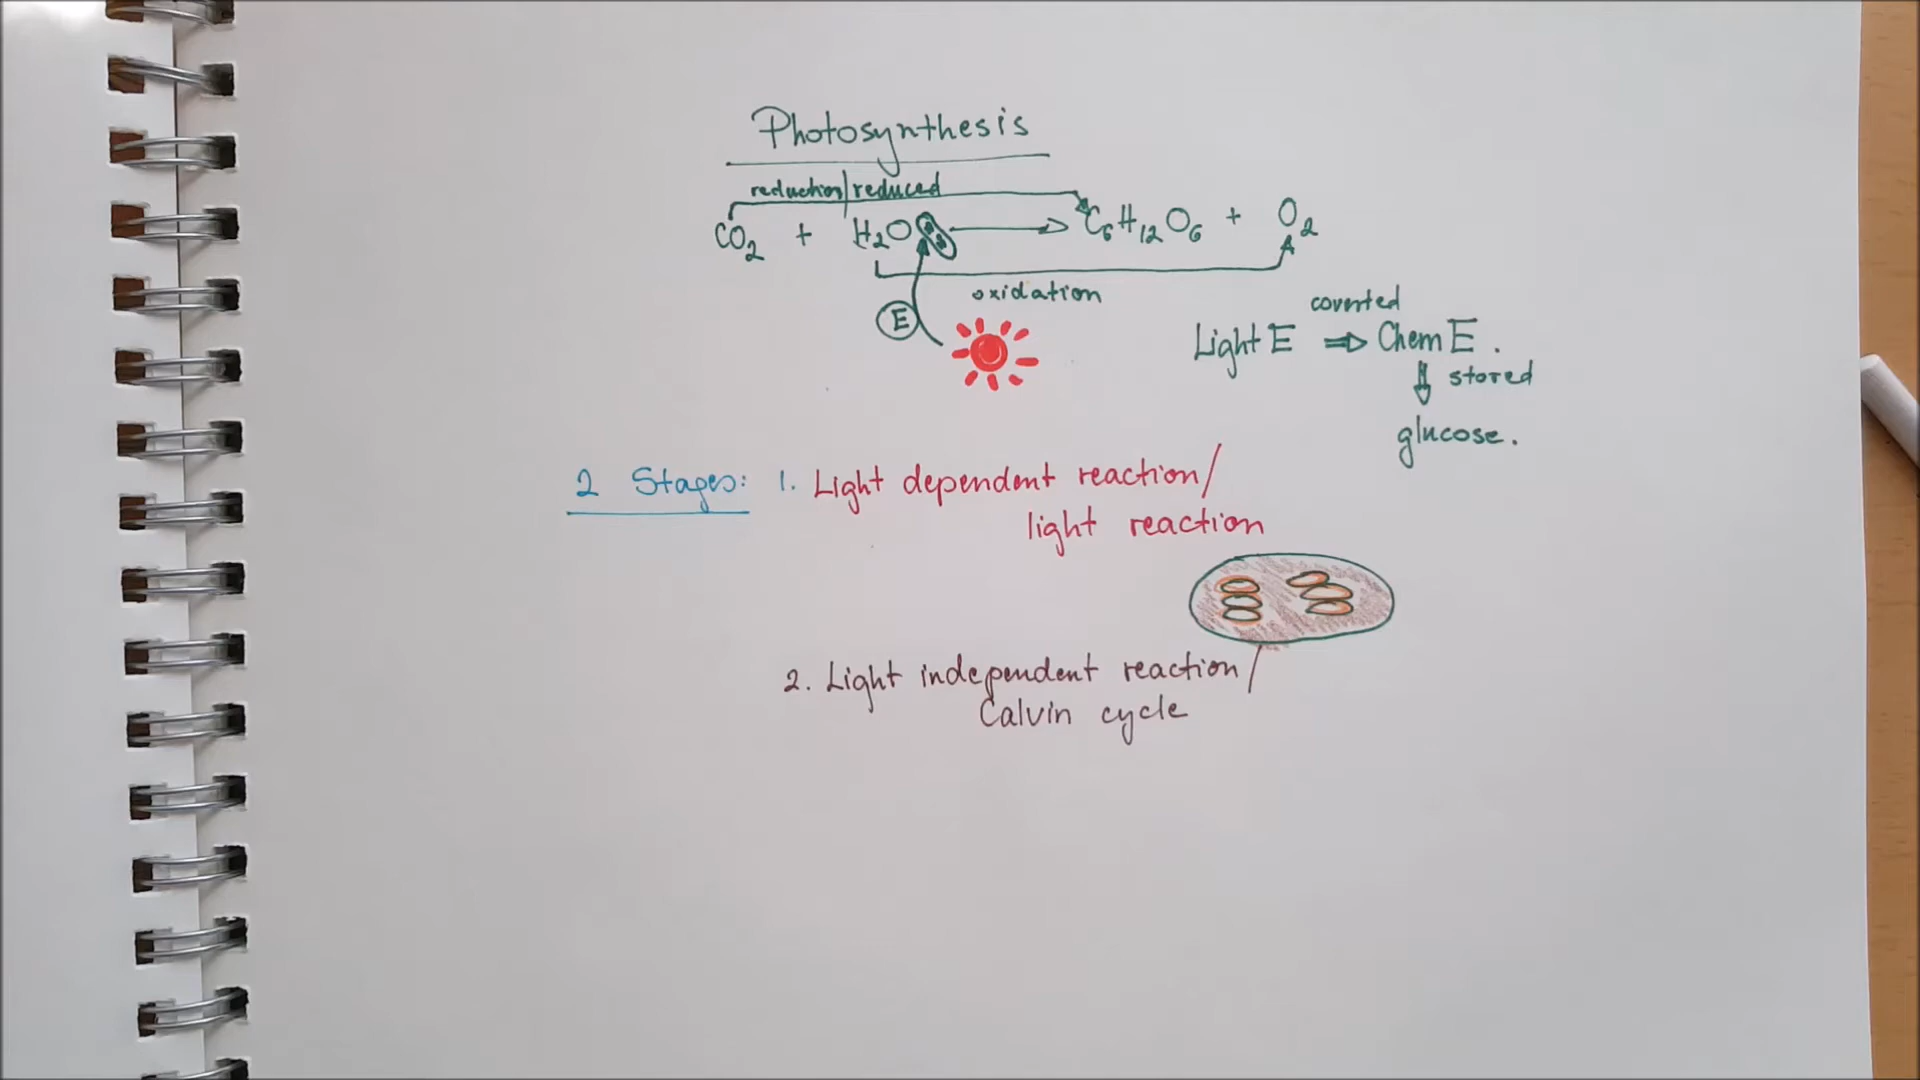 Photosynthesis
reduction/reduced
CO₂ + H₂O → C₆H₁₂O₆ + O₂
oxidation
E
coverted
Light E ⇒ Chem E.
⇓ stored
glucose.
2 Stages: 1. Light dependent reaction/
light reaction
2. Light independent reaction/
Calvin cycle